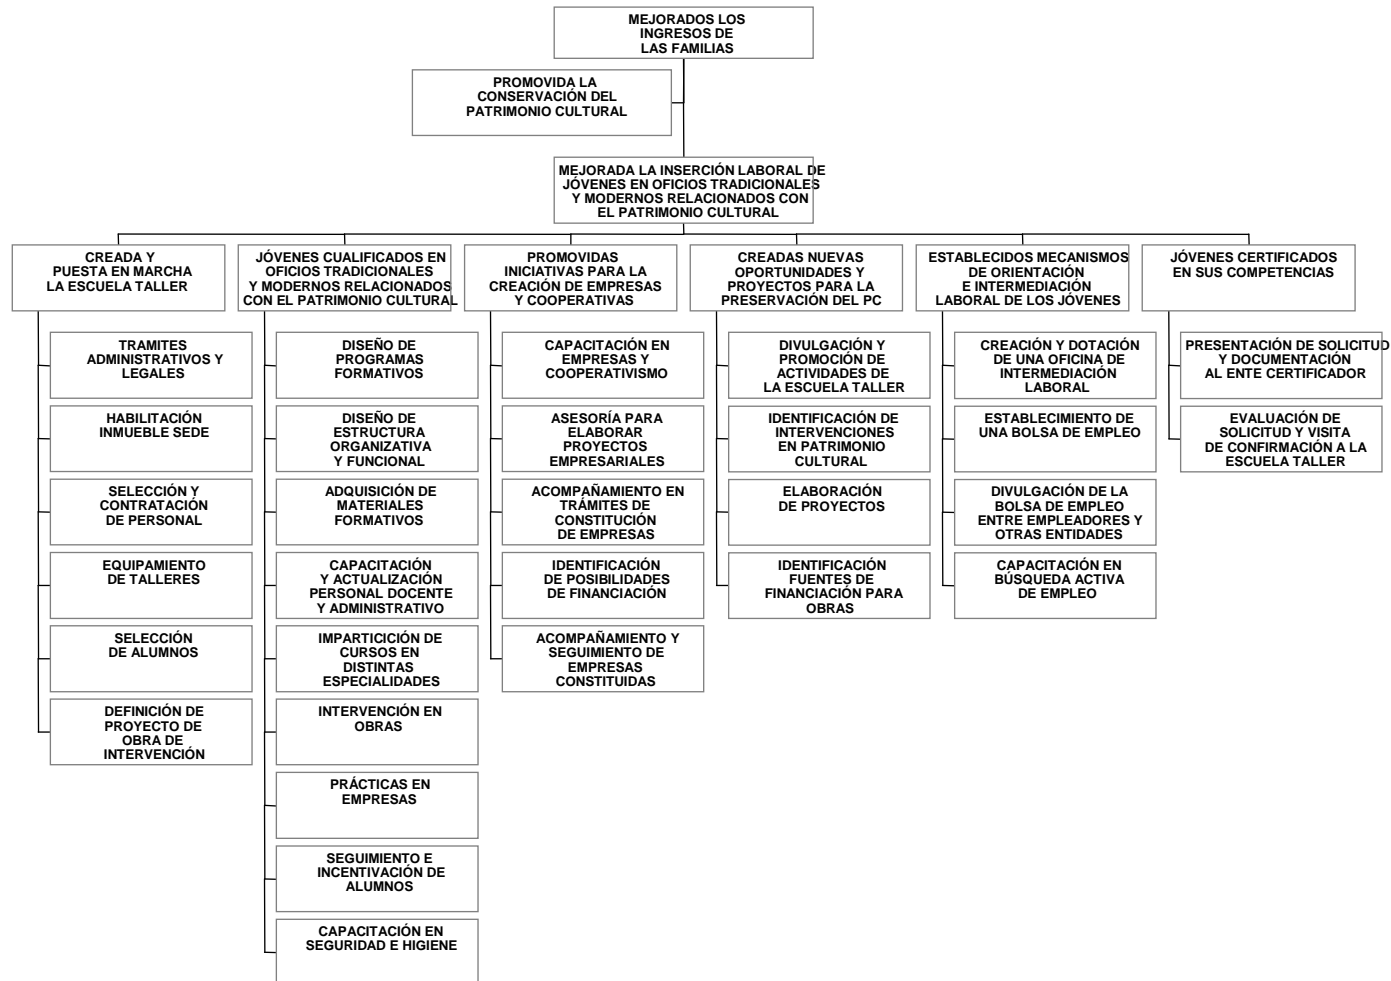 MEJORADOS LOS
INGRESOS DE
LAS FAMILIAS
PROMOVIDA LA
CONSERVACIÓN DEL
PATRIMONIO CULTURAL
MEJORADA LA INSERCIÓN LABORAL DE
JÓVENES EN OFICIOS TRADICIONALES
Y MODERNOS RELACIONADOS CON
EL PATRIMONIO CULTURAL
CREADA Y
PUESTA EN MARCHA
LA ESCUELA TALLER
TRAMITES
ADMINISTRATIVOS Y
LEGALES
HABILITACIÓN
INMUEBLE SEDE
SELECCIÓN Y
CONTRATACIÓN
DE PERSONAL
EQUIPAMIENTO
DE TALLERES
SELECCIÓN
DE ALUMNOS
DEFINICIÓN DE
PROYECTO DE
OBRA DE
INTERVENCIÓN
JÓVENES CUALIFICADOS EN
OFICIOS TRADICIONALES
Y MODERNOS RELACIONADOS
CON EL PATRIMONIO CULTURAL
DISEÑO DE
PROGRAMAS
FORMATIVOS
DISEÑO DE
ESTRUCTURA
ORGANIZATIVA
Y FUNCIONAL
ADQUISICIÓN DE
MATERIALES
FORMATIVOS
CAPACITACIÓN
Y ACTUALIZACIÓN
PERSONAL DOCENTE
Y ADMINISTRATIVO
IMPARTICICIÓN DE
CURSOS EN
DISTINTAS
ESPECIALIDADES
INTERVENCIÓN EN
OBRAS
PRÁCTICAS EN
EMPRESAS
SEGUIMIENTO E
INCENTIVACIÓN DE
ALUMNOS
CAPACITACIÓN EN
SEGURIDAD E HIGIENE
PROMOVIDAS
INICIATIVAS PARA LA
CREACIÓN DE EMPRESAS
Y COOPERATIVAS
CAPACITACIÓN EN
EMPRESAS Y
COOPERATIVISMO
ASESORÍA PARA
ELABORAR
PROYECTOS
EMPRESARIALES
ACOMPAÑAMIENTO EN
TRÁMITES DE
CONSTITUCIÓN
DE EMPRESAS
IDENTIFICACIÓN
DE POSIBILIDADES
DE FINANCIACIÓN
ACOMPAÑAMIENTO Y
SEGUIMIENTO DE
EMPRESAS
CONSTITUIDAS
CREADAS NUEVAS
OPORTUNIDADES Y
PROYECTOS PARA LA
PRESERVACIÓN DEL PC
DIVULGACIÓN Y
PROMOCIÓN DE
ACTIVIDADES DE
LA ESCUELA TALLER
IDENTIFICACIÓN DE
INTERVENCIONES
EN PATRIMONIO
CULTURAL
ELABORACIÓN
DE PROYECTOS
IDENTIFICACIÓN
FUENTES DE
FINANCIACIÓN PARA
OBRAS
ESTABLECIDOS MECANISMOS
DE ORIENTACIÓN
E INTERMEDIACIÓN
LABORAL DE LOS JÓVENES
CREACIÓN Y DOTACIÓN
DE UNA OFICINA DE
INTERMEDIACIÓN
LABORAL
ESTABLECIMIENTO DE
UNA BOLSA DE EMPLEO
DIVULGACIÓN DE LA
BOLSA DE EMPLEO
ENTRE EMPLEADORES Y
OTRAS ENTIDADES
CAPACITACIÓN EN
BÚSQUEDA ACTIVA
DE EMPLEO
JÓVENES CERTIFICADOS
EN SUS COMPETENCIAS
PRESENTACIÓN DE SOLICITUD
Y DOCUMENTACIÓN
AL ENTE CERTIFICADOR
EVALUACIÓN DE
SOLICITUD Y VISITA
DE CONFIRMACIÓN A LA
ESCUELA TALLER